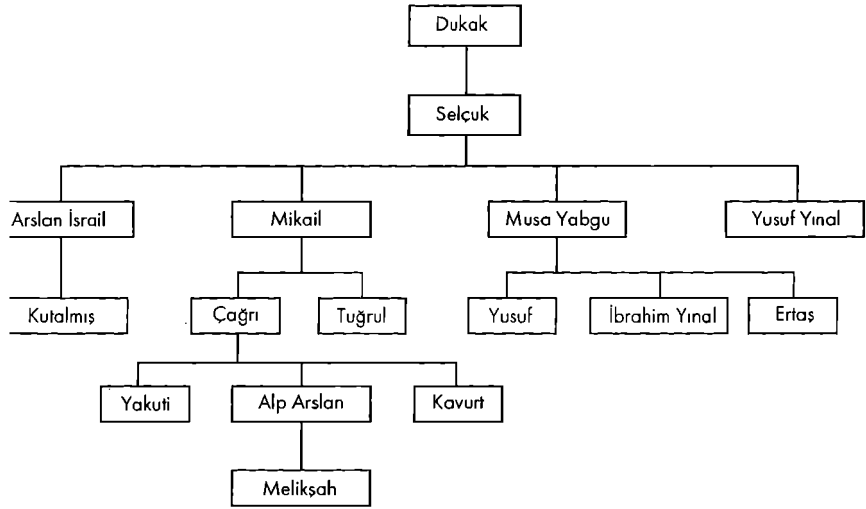 Dukak
Selçuk
Arslan İsrail
Mikail
Musa Yabgu
Yusuf Yınal
Kutalmış
Çağrı
Tuğrul
Yusuf
İbrahim Yınal
Ertaş
Yakuti
Alp Arslan
Kavurt
Melikşah